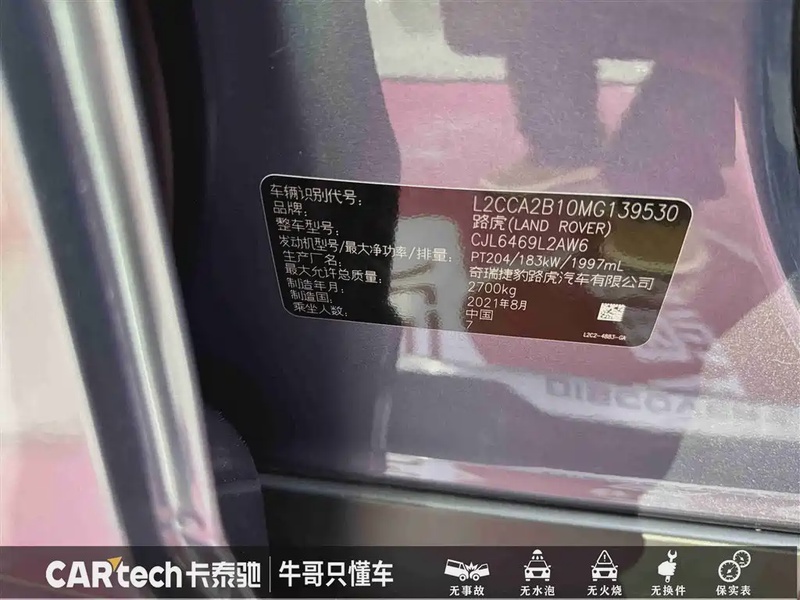 车辆识别代号: L2CCA2B10MG139530
品牌: 路虎(LAND ROVER)
整车型号: CJL6469L2AW6
发动机型号/最大净功率/排量: PT204/183kW/1997mL
生产厂名: 奇瑞捷豹路虎汽车有限公司
最大允许总质量: 2700kg
制造年月: 2021年8月
制造国: 中国
乘坐人数: 7
L2C2-4883-GA
CARtech卡泰驰 牛哥只懂车
无事故 无水泡 无火烧 无换件 保实表